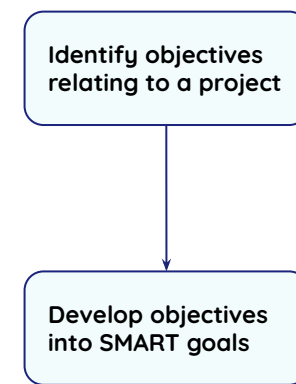 Identify objectives
relating to a project
Develop objectives
into SMART goals